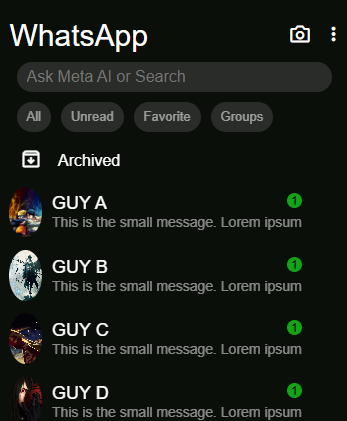 WhatsApp
Ask Meta AI or Search
All Unread Favorite Groups
Archived
GUY A
1
This is the small message. Lorem ipsum
GUY B
1
This is the small message. Lorem ipsum
GUY C
1
This is the small message. Lorem ipsum
GUY D
1
This is the small message. Lorem ipsum